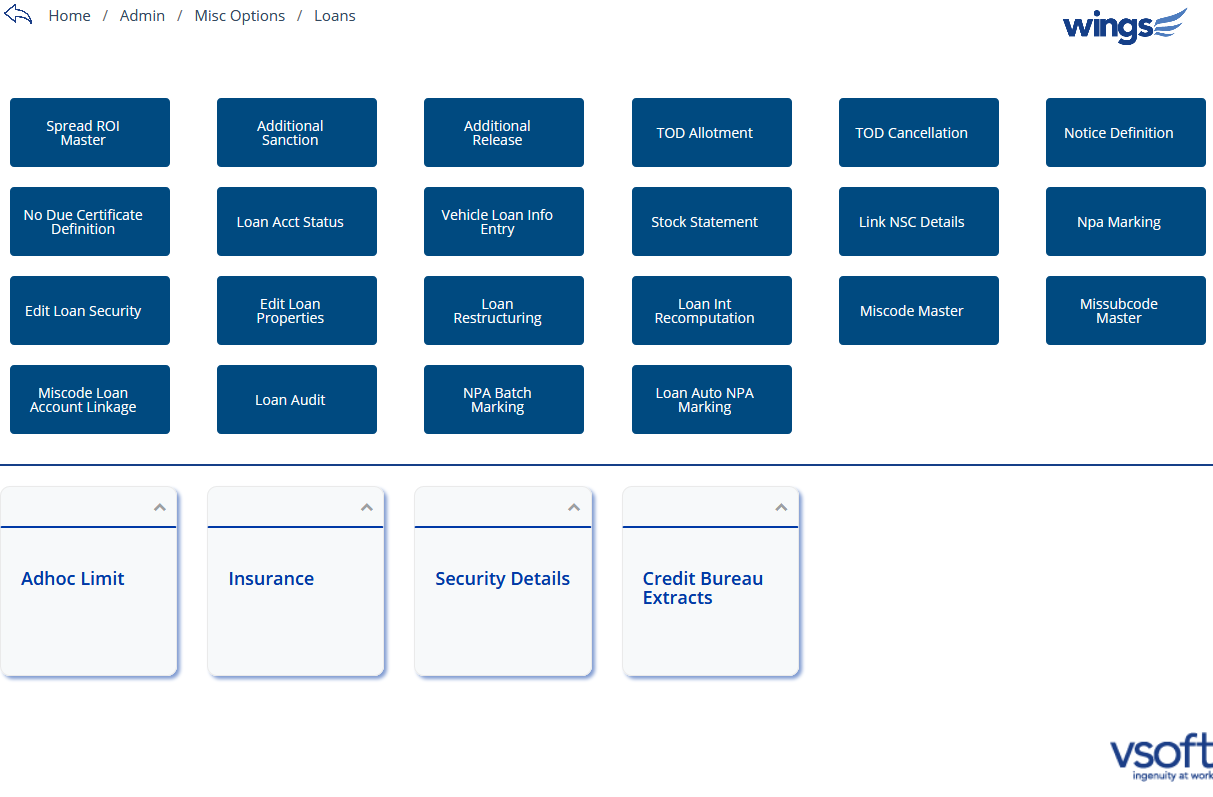 Home / Admin / Misc Options / Loans
wings
Spread ROI
Master
Additional
Sanction
Additional
Release
TOD Allotment
TOD Cancellation
Notice Definition
No Due Certificate
Definition
Loan Acct Status
Vehicle Loan Info
Entry
Stock Statement
Link NSC Details
Npa Marking
Edit Loan Security
Edit Loan
Properties
Loan
Restructuring
Loan Int
Recomputation
Miscode Master
Missubcode
Master
Miscode Loan
Account Linkage
Loan Audit
NPA Batch
Marking
Loan Auto NPA
Marking
Adhoc Limit
Insurance
Security Details
Credit Bureau
Extracts
vsoft
ingenuity at work